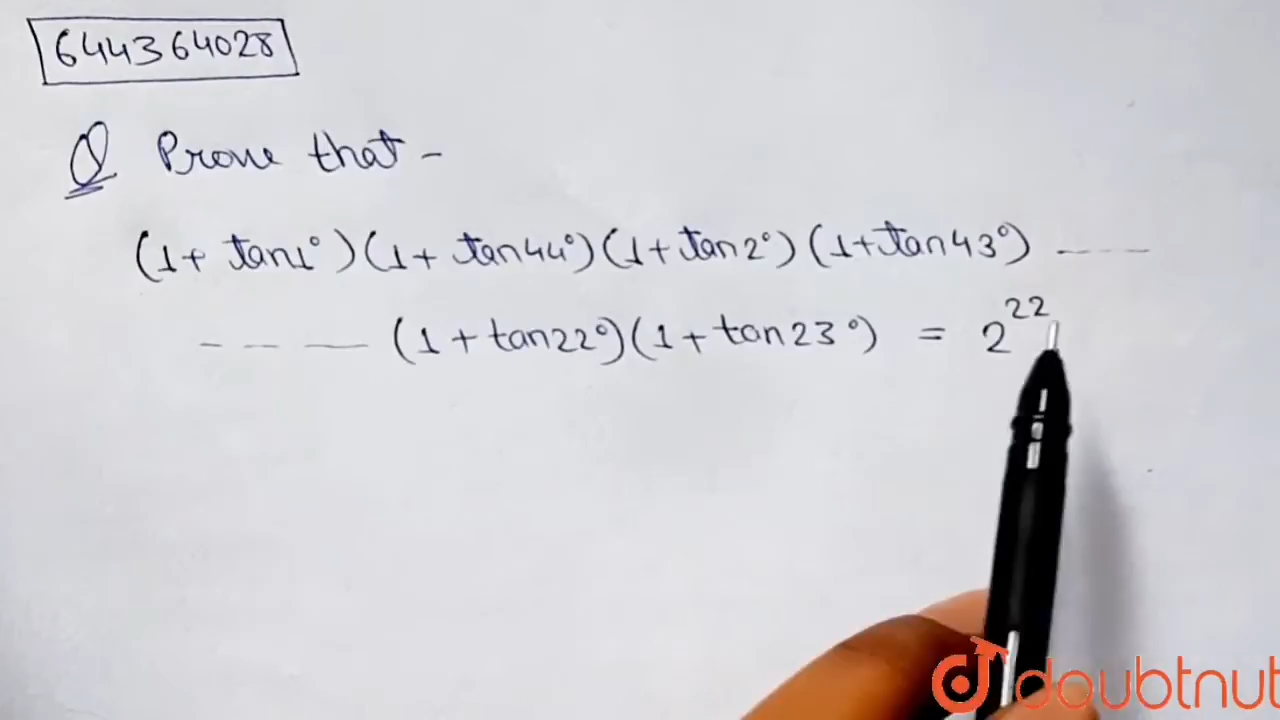 644364028
Q Prove that -
(1 + tan1°)(1 + tan44°)(1 + tan2°)(1 + tan43°) -----
----- (1 + tan22°)(1 + tan23°) = 2^22
doubtnut